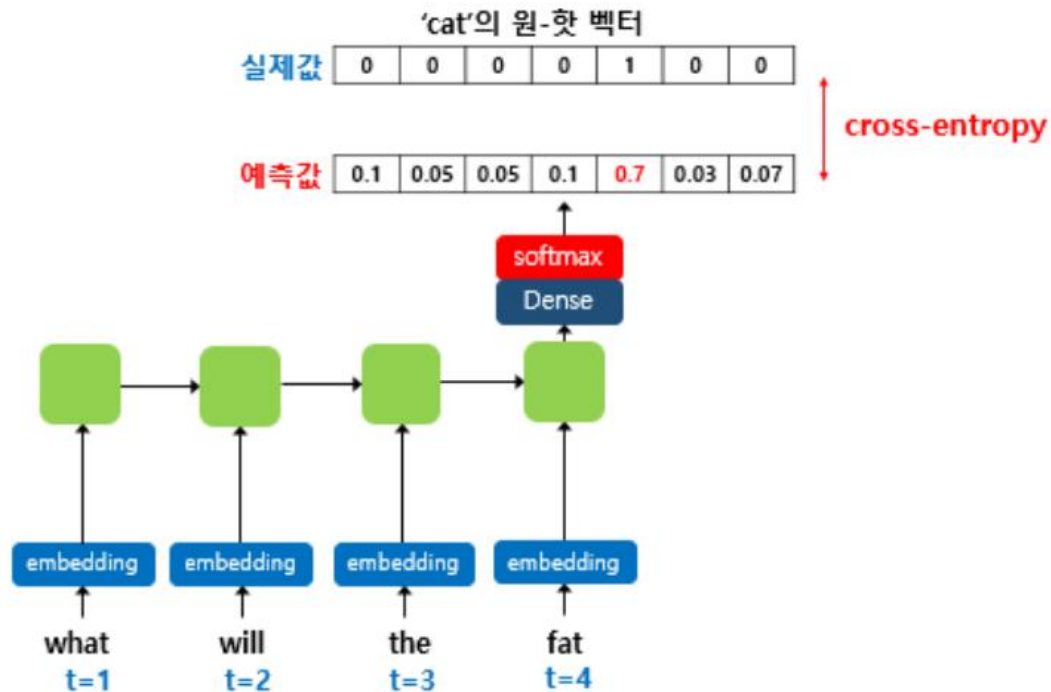 'cat'의 원-핫 벡터
실제값 0 0 0 0 1 0 0
cross-entropy
예측값 0.1 0.05 0.05 0.1 0.7 0.03 0.07
softmax
Dense
embedding embedding embedding embedding
what will the fat
t=1 t=2 t=3 t=4